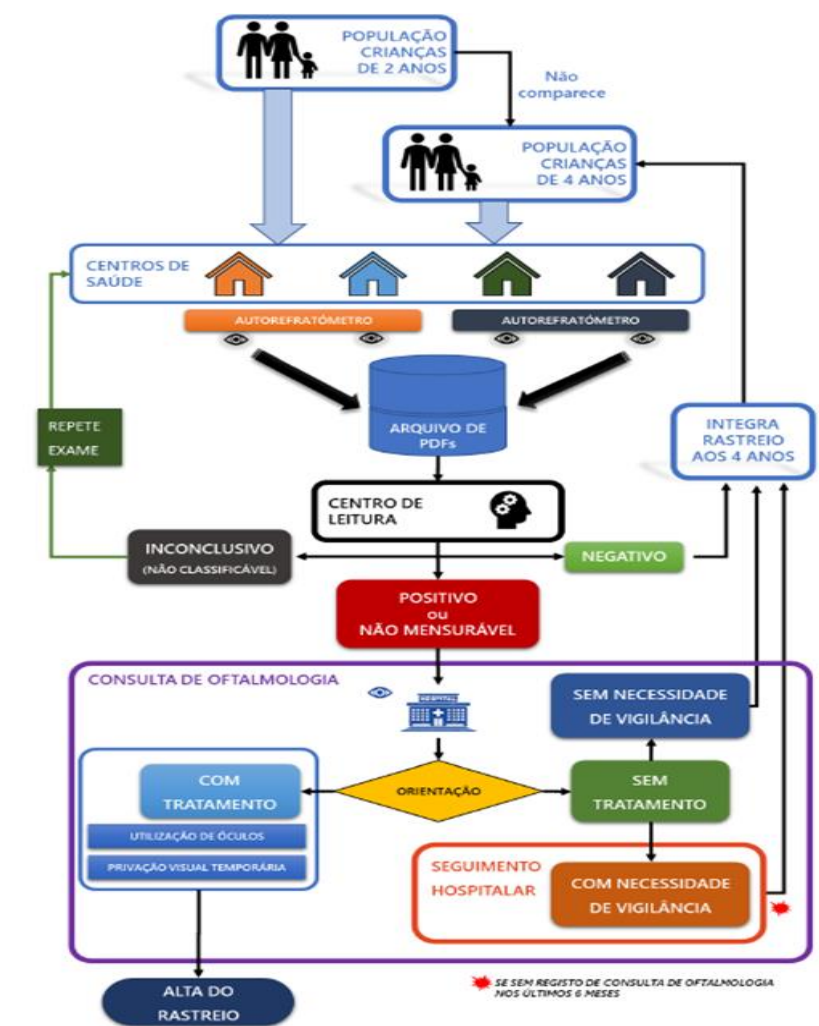 POPULAÇÃO
CRIANÇAS
DE 2 ANOS
Não
comparece
POPULAÇÃO
CRIANÇAS
DE 4 ANOS
CENTROS DE
SAÚDE
AUTOREFRATÓMETRO
AUTOREFRATÓMETRO
ARQUIVO DE
PDFs
REPETE
EXAME
INTEGRA
RASTREIO
AOS 4 ANOS
CENTRO DE
LEITURA
INCONCLUSIVO
(NÃO CLASSIFICÁVEL)
NEGATIVO
POSITIVO
ou
NÃO MENSURÁVEL
CONSULTA DE OFTALMOLOGIA
HOSPITAL
SEM NECESSIDADE
DE VIGILÂNCIA
COM
TRATAMENTO
ORIENTAÇÃO
SEM
TRATAMENTO
UTILIZAÇÃO DE ÓCULOS
PRIVAÇÃO VISUAL TEMPORÁRIA
SEGUIMENTO
HOSPITALAR
COM NECESSIDADE
DE VIGILÂNCIA
ALTA DO
RASTREIO
SE SEM REGISTO DE CONSULTA DE OFTALMOLOGIA
NOS ÚLTIMOS 6 MESES